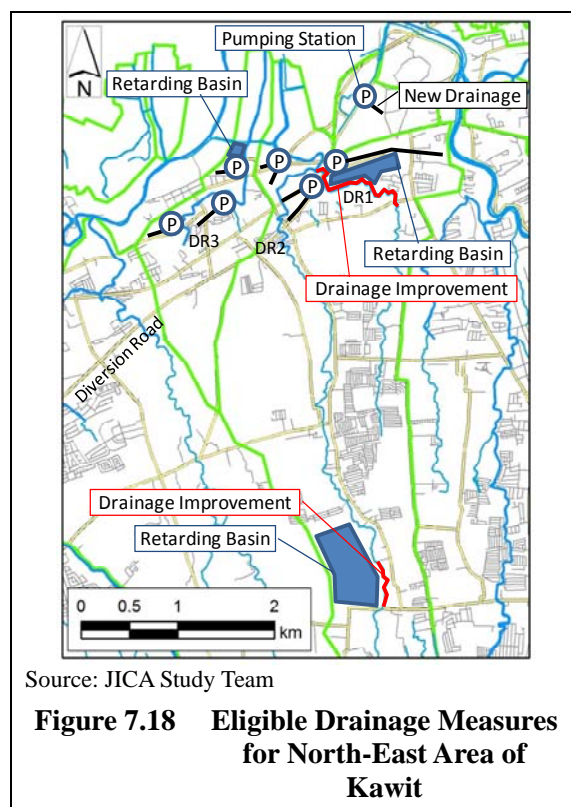 Pumping Station
Retarding Basin
N
P
New Drainage
P
P
P
P
P
P
DR1
DR3
DR2
Retarding Basin
Drainage Improvement
Diversion Road
Drainage Improvement
Retarding Basin
0 0.5 1 2
km
Source: JICA Study Team
Figure 7.18 Eligible Drainage Measures
for North-East Area of
Kawit